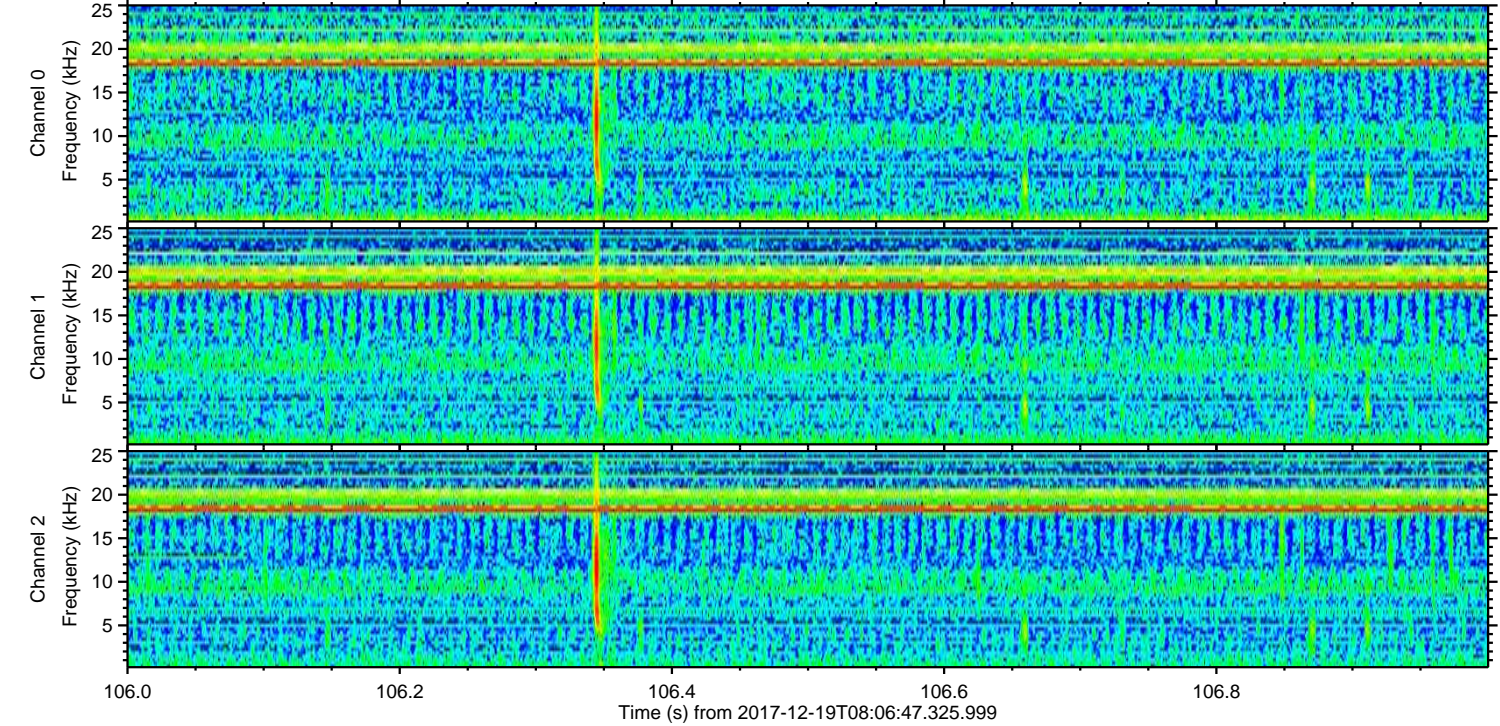 25
20
15
10
5
Channel 0
Frequency (kHz)
25
20
15
10
5
Channel 1
Frequency (kHz)
25
20
15
10
5
Channel 2
Frequency (kHz)
106.0 106.2 106.4 106.6 106.8
Time (s) from 2017-12-19T08:06:47.325.999